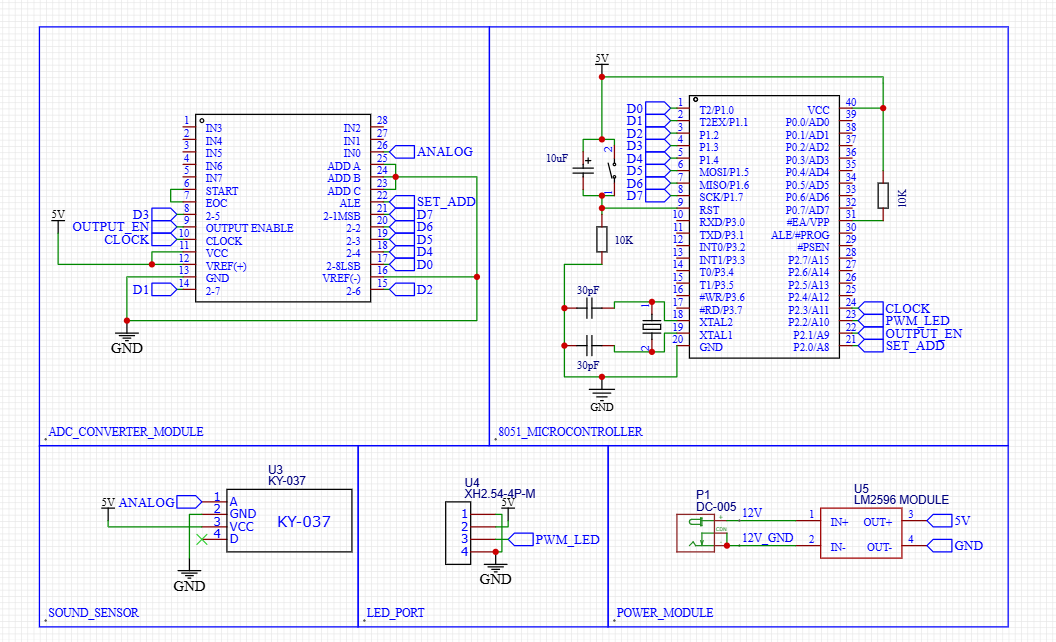 5V
1 IN3 IN2 28
2 IN4 IN1 27
3 IN5 IN0 26 ANALOG
4 IN6 ADD A 25
5 IN7 ADD B 24
6 START ADD C 23
7 EOC ALE 22 SET_ADD
D3 8 2-5 2-1MSB 21 D7
OUTPUT_EN 9 OUTPUT ENABLE 2-2 20 D6
CLOCK 10 CLOCK 2-3 19 D5
11 VCC 2-4 18 D4
12 VREF(+) 2-8LSB 17 D0
13 GND VREF(-) 16
D1 14 2-7 2-6 15 D2
GND
ADC_CONVERTER_MODULE
5V
10uF
+
2
1
10K
30pF
30pF
1
2
GND
D0 1 T2/P1.0 VCC 40
D1 2 T2EX/P1.1 P0.0/AD0 39
D2 3 P1.2 P0.1/AD1 38
D3 4 P1.3 P0.2/AD2 37
D4 5 P1.4 P0.3/AD3 36
D5 6 MOSI/P1.5 P0.4/AD4 35
D6 7 MISO/P1.6 P0.5/AD5 34
D7 8 SCK/P1.7 P0.6/AD6 33
9 RST P0.7/AD7 32
10 RXD/P3.0 #EA/VPP 31
11 TXD/P3.1 ALE/#PROG 30
12 INT0/P3.2 #PSEN 29
13 INT1/P3.3 P2.7/A15 28
14 T0/P3.4 P2.6/A14 27
15 T1/P3.5 P2.5/A13 26
16 #WR/P3.6 P2.4/A12 25
17 #RD/P3.7 P2.3/A11 24 CLOCK
18 XTAL2 P2.2/A10 23 PWM_LED
19 XTAL1 P2.1/A9 22 OUTPUT_EN
20 GND P2.0/A8 21 SET_ADD
10K
8051_MICROCONTROLLER
U3
KY-037
5V
ANALOG 1 A
2 GND
3 VCC
4 D
KY-037
GND
SOUND_SENSOR
U4
XH2.54-4P-M
5V
1
2
3 PWM_LED
4
GND
LED_PORT
P1
DC-005
CDN
12V
12V_GND
U5
LM2596 MODULE
1 IN+ OUT+ 3 5V
2 IN- OUT- 4 GND
POWER_MODULE